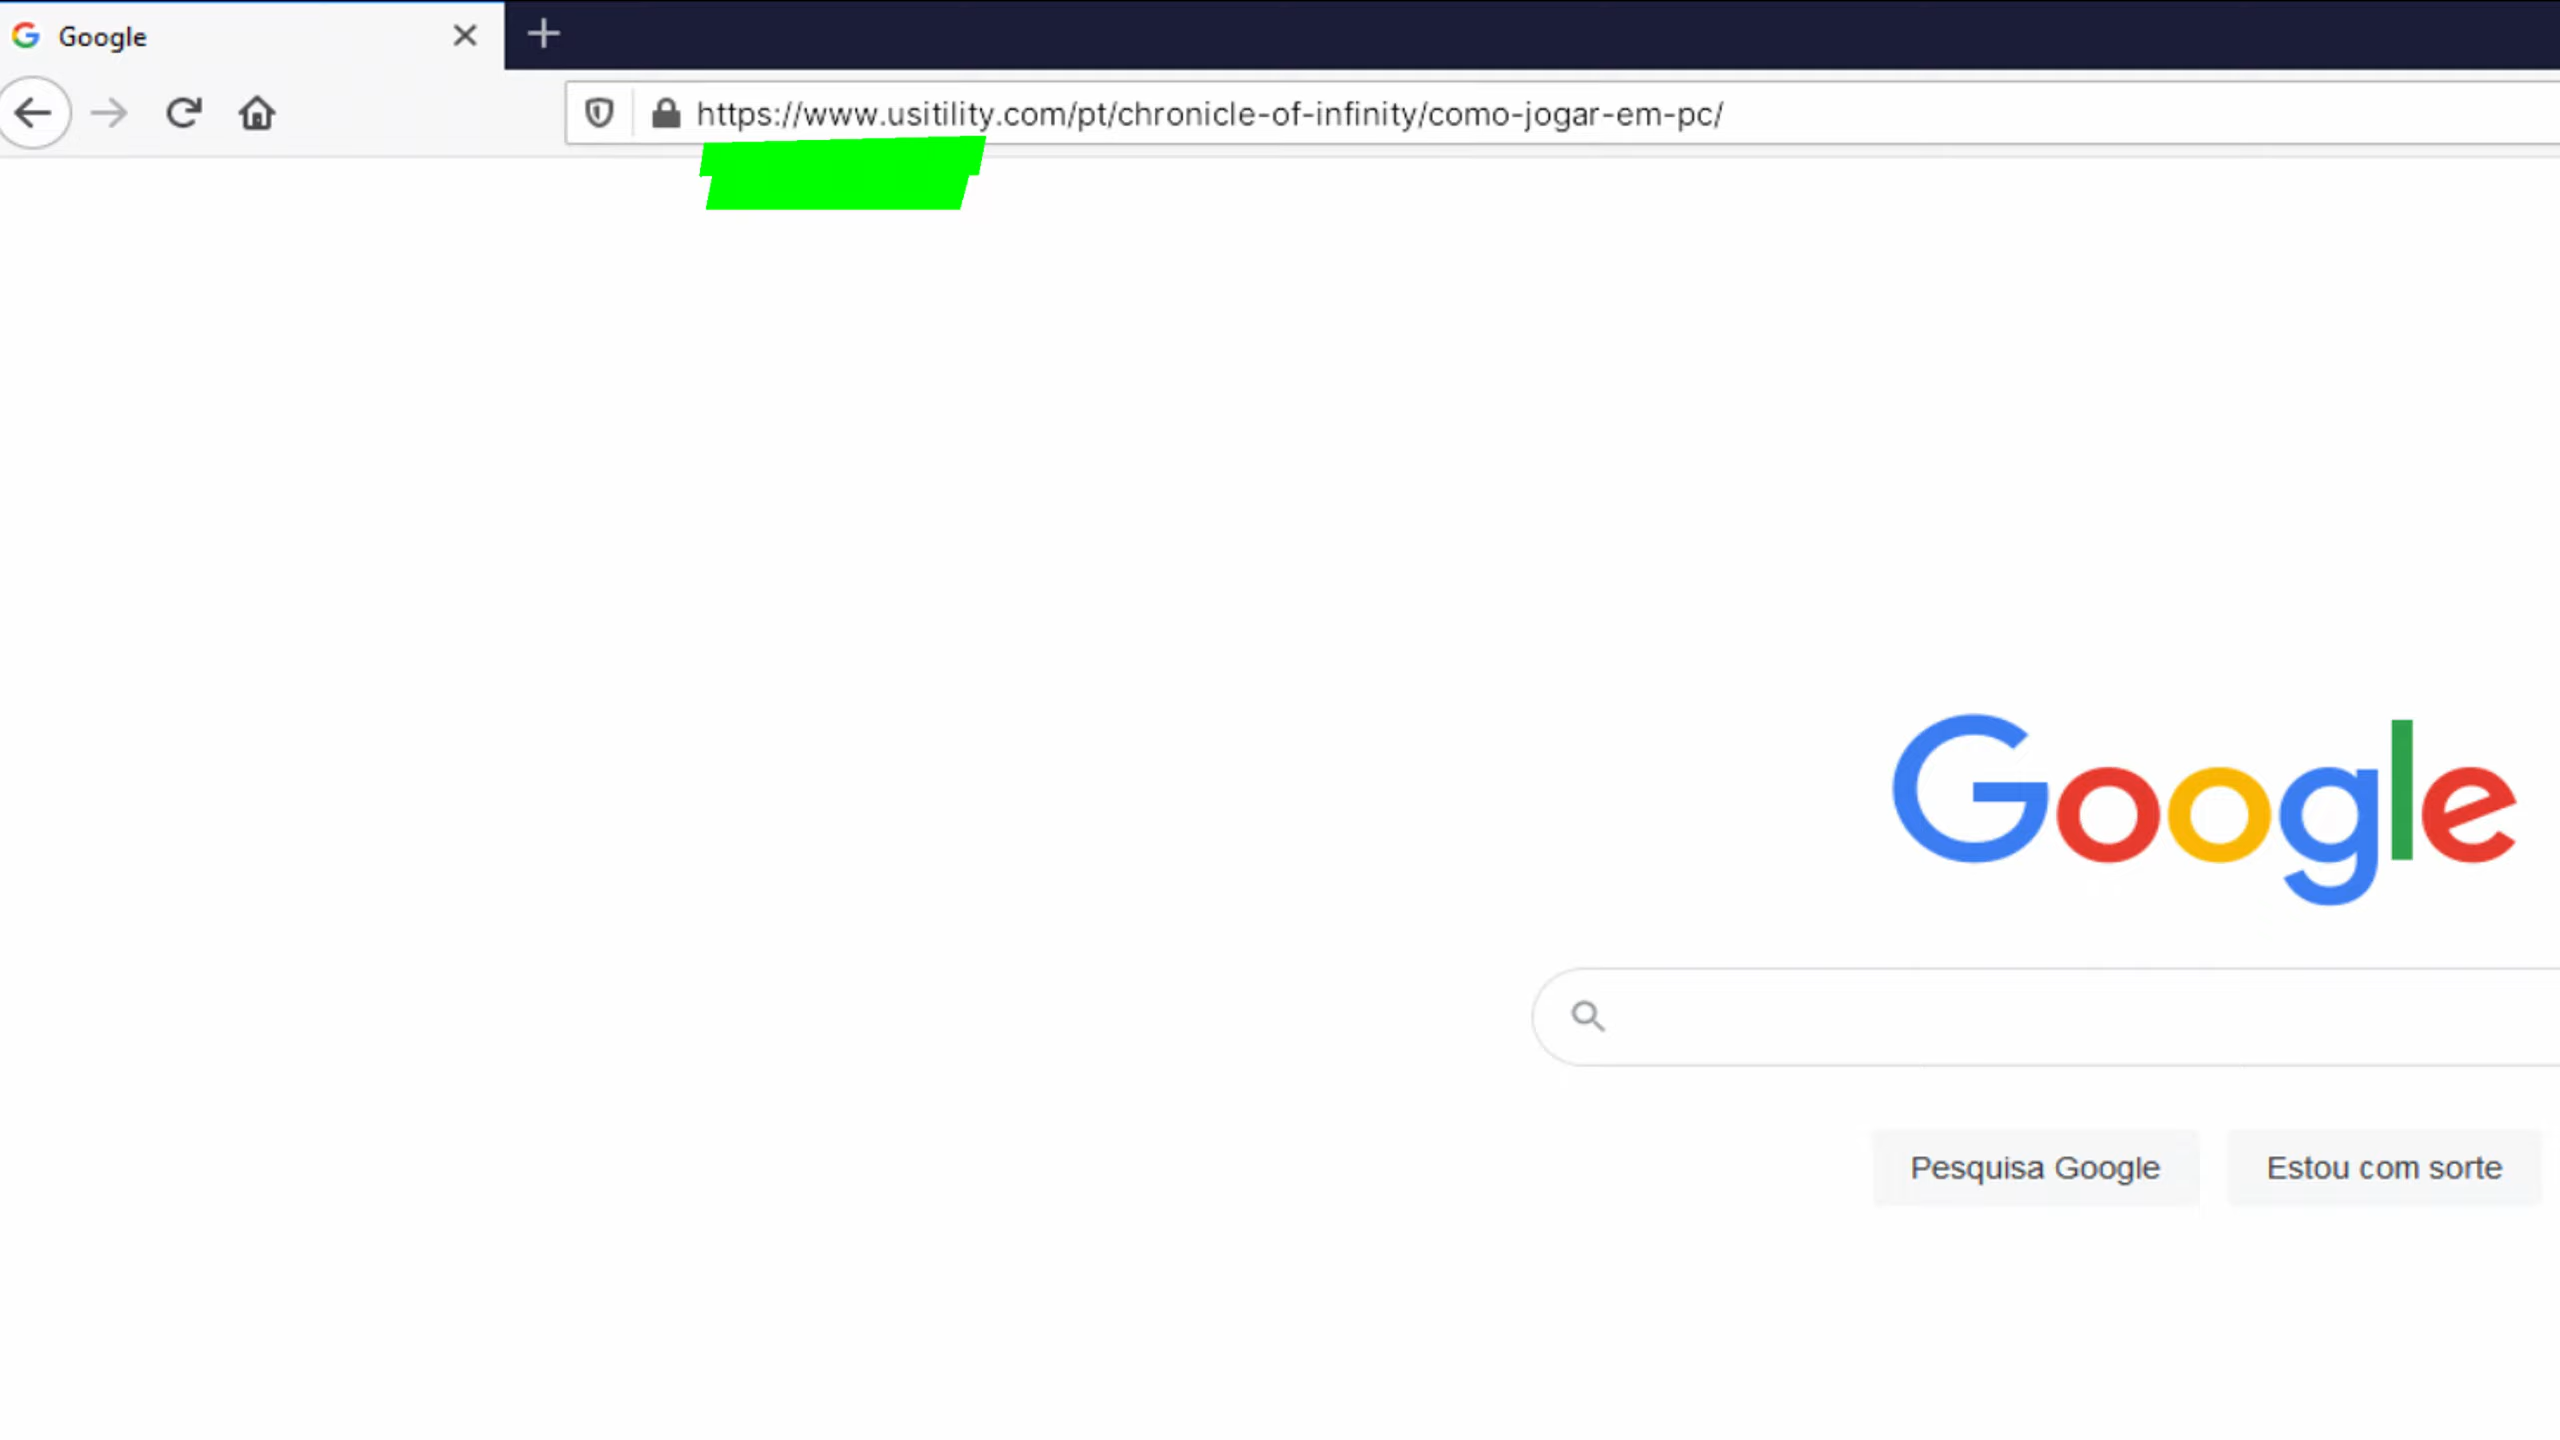 Google
https://www.usitility.com/pt/chronicle-of-infinity/como-jogar-em-pc/
Google
Pesquisa Google
Estou com sorte